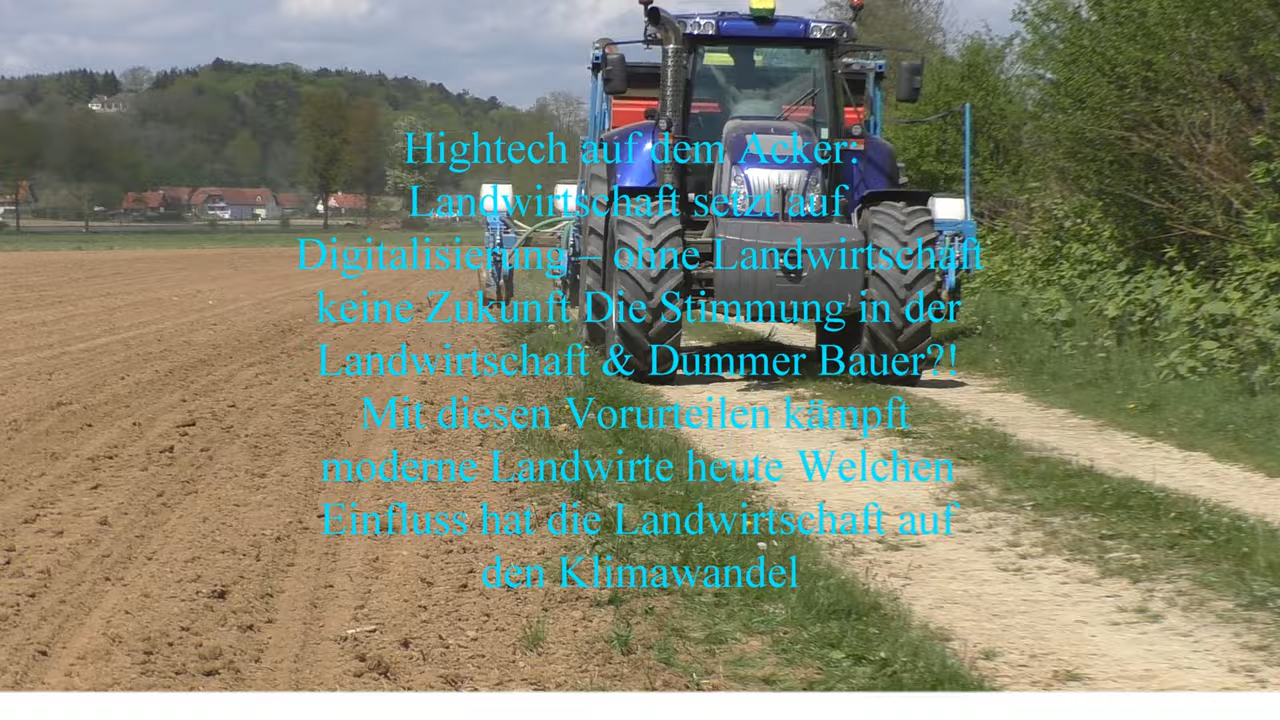 Hightech auf dem Acker:
Landwirtschaft setzt auf
Digitalisierung – ohne Landwirtschaft
keine Zukunft Die Stimmung in der
Landwirtschaft & Dummer Bauer?!
Mit diesen Vorurteilen kämpft
moderne Landwirte heute Welchen
Einfluss hat die Landwirtschaft auf
den Klimawandel